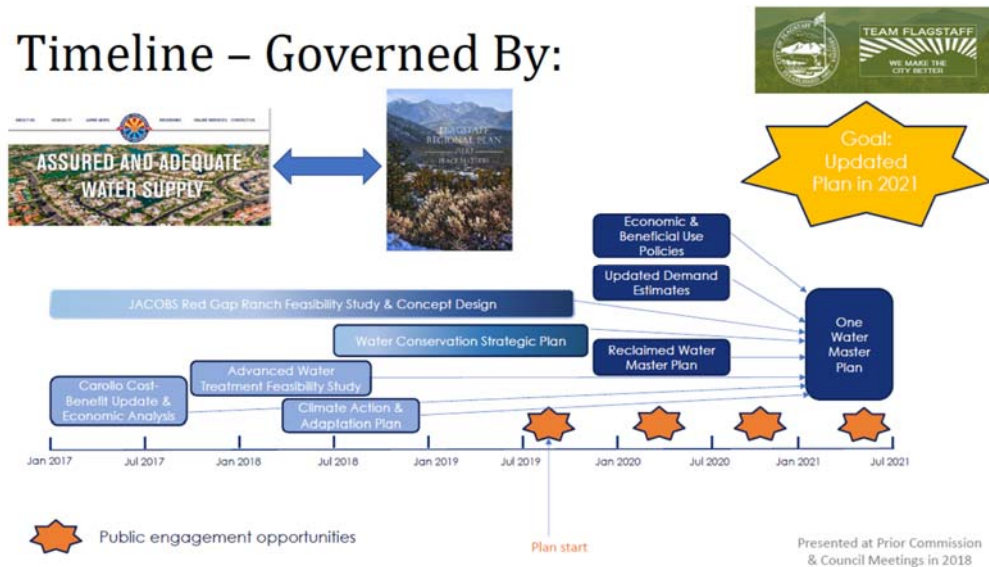 Timeline – Governed By:
TEAM FLAGSTAFF
WE MAKE THE
CITY BETTER
ASSURED AND ADEQUATE
WATER SUPPLY
FLAGSTAFF
REGIONAL PLAN
Goal:
Updated
Plan in 2021
Economic &
Beneficial Use
Policies
Updated Demand
Estimates
JACOBS Red Gap Ranch Feasibility Study & Concept Design
One
Water
Master
Plan
Water Conservation Strategic Plan
Reclaimed Water
Master Plan
Advanced Water
Treatment Feasibility Study
Carollo Cost-
Benefit Update &
Economic Analysis
Climate Action &
Adaptation Plan
Jan 2017
Jul 2017
Jan 2018
Jul 2018
Jan 2019
Jul 2019
Jan 2020
Jul 2020
Jan 2021
Jul 2021
Public engagement opportunities
Plan start
Presented at Prior Commission
& Council Meetings in 2018